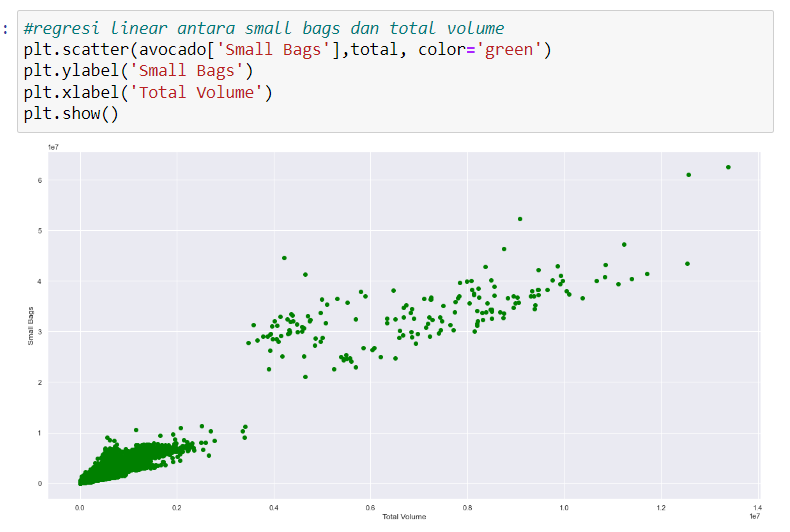 :
#regresi linear antara small bags dan total volume
plt.scatter(avocado['Small Bags'],total, color='green')
plt.ylabel('Small Bags')
plt.xlabel('Total Volume')
plt.show()
1e7
6
5
4
3
2
1
0
Small Bags
0.0 0.2 0.4 0.6 0.8 1.0 1.2 1.4
Total Volume 1e7